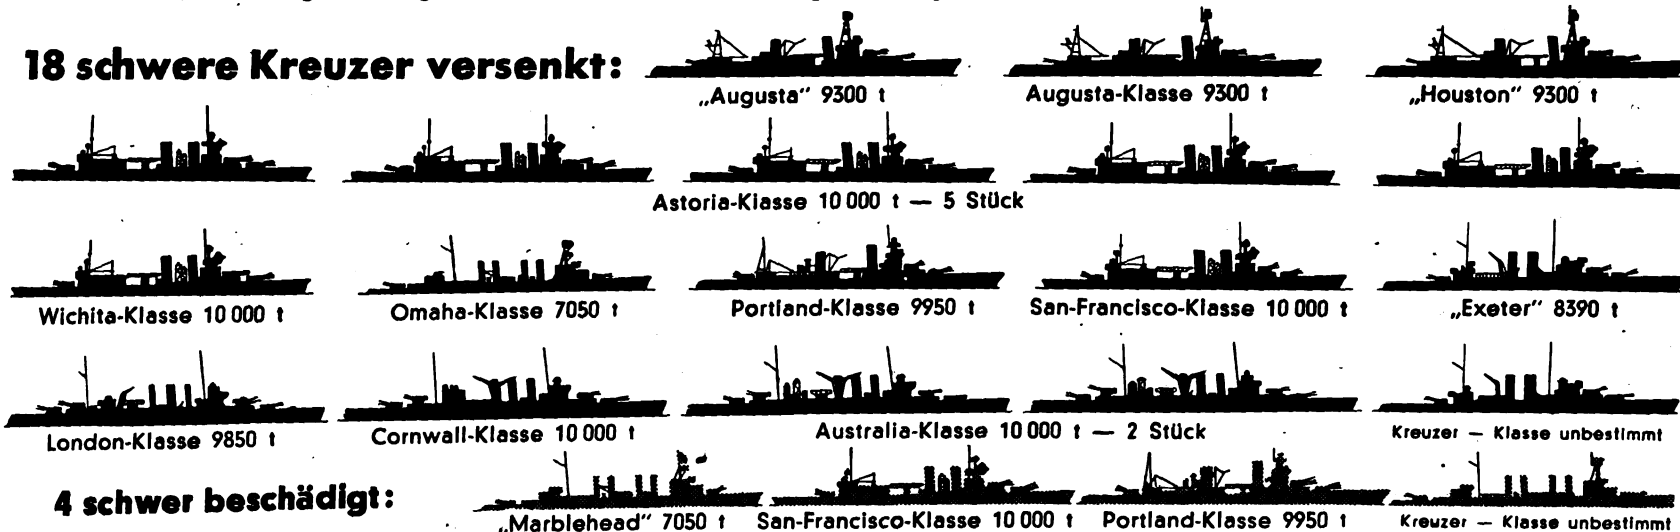 18 schwere Kreuzer versenkt:
„Augusta" 9300 t
Augusta-Klasse 9300 t
„Houston" 9300 t
Astoria-Klasse 10 000 t — 5 Stück
Wichita-Klasse 10 000 t
Omaha-Klasse 7050 t
Portland-Klasse 9950 t
San-Francisco-Klasse 10 000 t
„Exeter" 8390 t
London-Klasse 9850 t
Cornwall-Klasse 10 000 t
Australia-Klasse 10 000 t — 2 Stück
Kreuzer — Klasse unbestimmt
4 schwer beschädigt:
„Marblehead" 7050 t
San-Francisco-Klasse 10 000 t
Portland-Klasse 9950 t
Kreuzer — Klasse unbestimmt